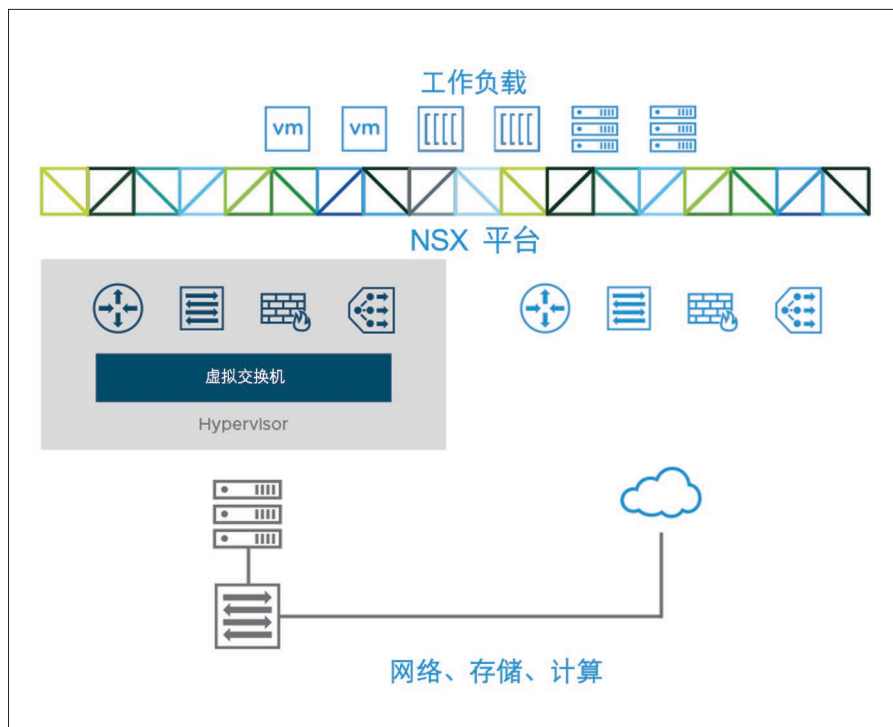 工作负载
vm vm
NSX 平台
虚拟交换机
Hypervisor
网络、存储、计算